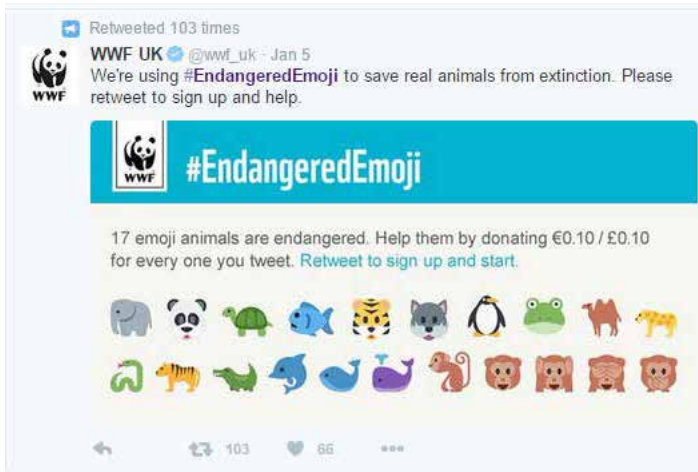 Retweeted 103 times
WWF UK @wwf_uk - Jan 5
We're using #EndangeredEmoji to save real animals from extinction. Please
retweet to sign up and help.
WWF
WWF
#EndangeredEmoji
17 emoji animals are endangered. Help them by donating €0.10 / £0.10
for every one you tweet. Retweet to sign up and start.
103 66